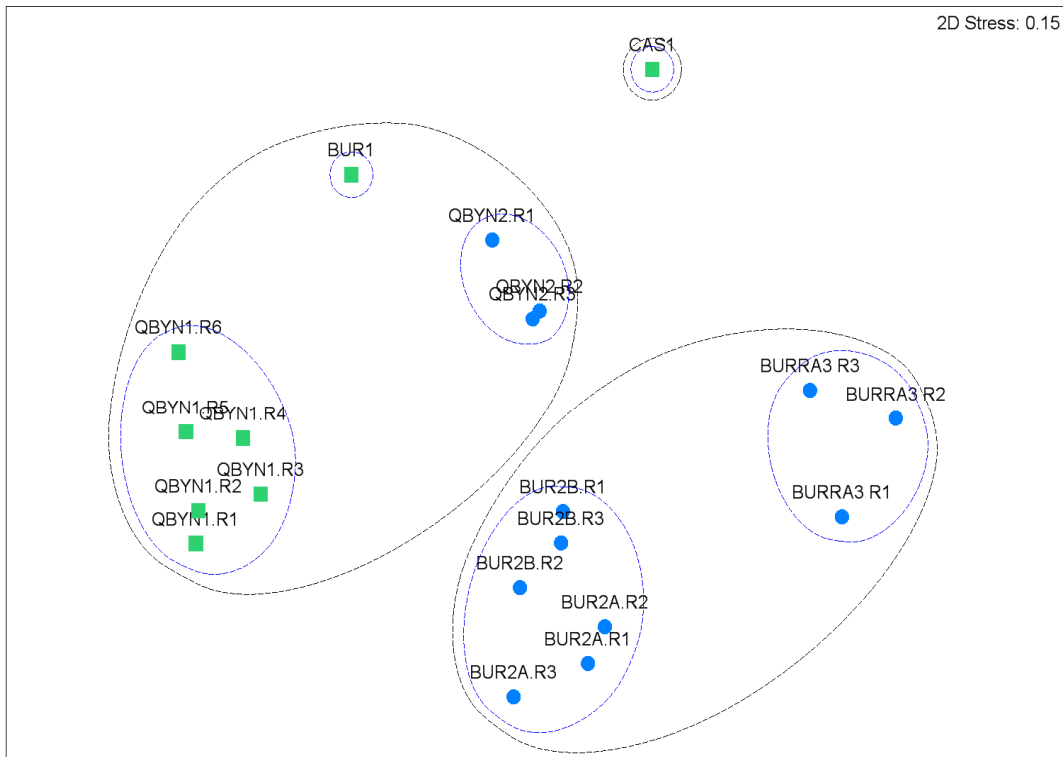 2D Stress: 0.15
CAS1
BUR1
QBYN2.R1
QBYN2.R2
QBYN2.R3
QBYN1.R6
BURRA3 R3
BURRA3 R2
QBYN1.R5
QBYN1.R4
QBYN1.R3
QBYN1.R2
BUR2B.R1
BURRA3 R1
QBYN1.R1
BUR2B.R3
BUR2B.R2
BUR2A.R2
BUR2A.R1
BUR2A.R3